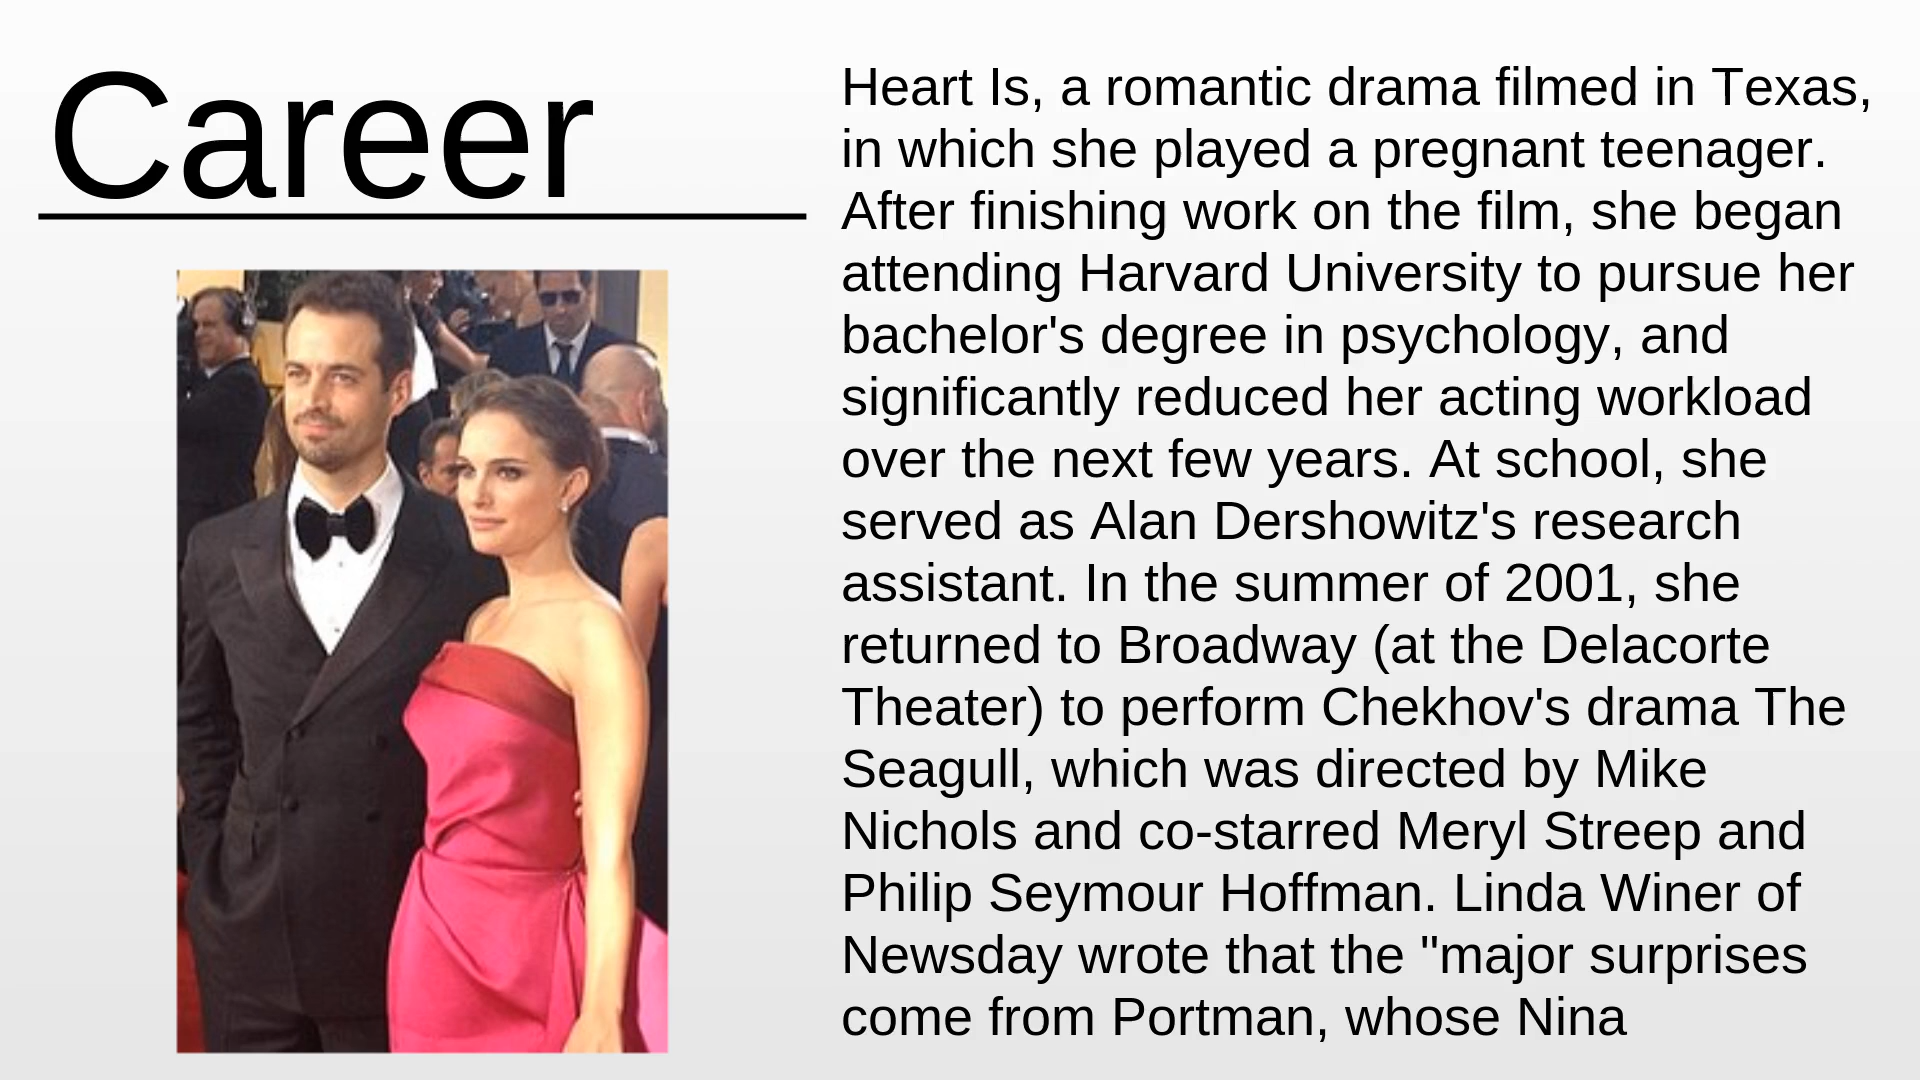 Career
Heart Is, a romantic drama filmed in Texas,
in which she played a pregnant teenager.
After finishing work on the film, she began
attending Harvard University to pursue her
bachelor's degree in psychology, and
significantly reduced her acting workload
over the next few years. At school, she
served as Alan Dershowitz's research
assistant. In the summer of 2001, she
returned to Broadway (at the Delacorte
Theater) to perform Chekhov's drama The
Seagull, which was directed by Mike
Nichols and co-starred Meryl Streep and
Philip Seymour Hoffman. Linda Winer of
Newsday wrote that the "major surprises
come from Portman, whose Nina